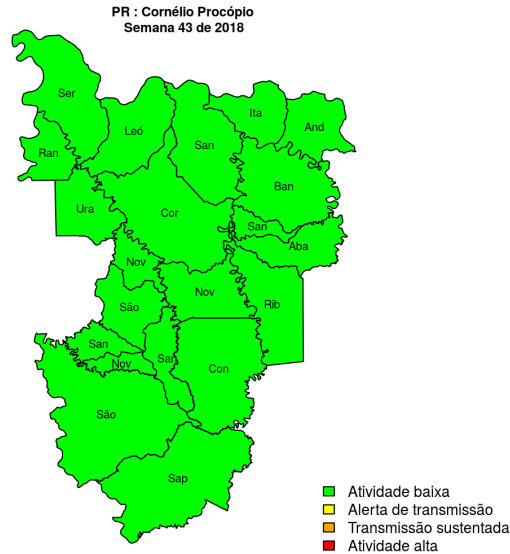 PR : Cornélio Procópio
Semana 43 de 2018
Ser
Ita
And
Leó
San
Ran
Ban
Ura
Cor
San
Aba
Nov
Nov
Rib
São
San
San
Nov
Con
São
Sap
Atividade baixa
Alerta de transmissão
Transmissão sustentada
Atividade alta